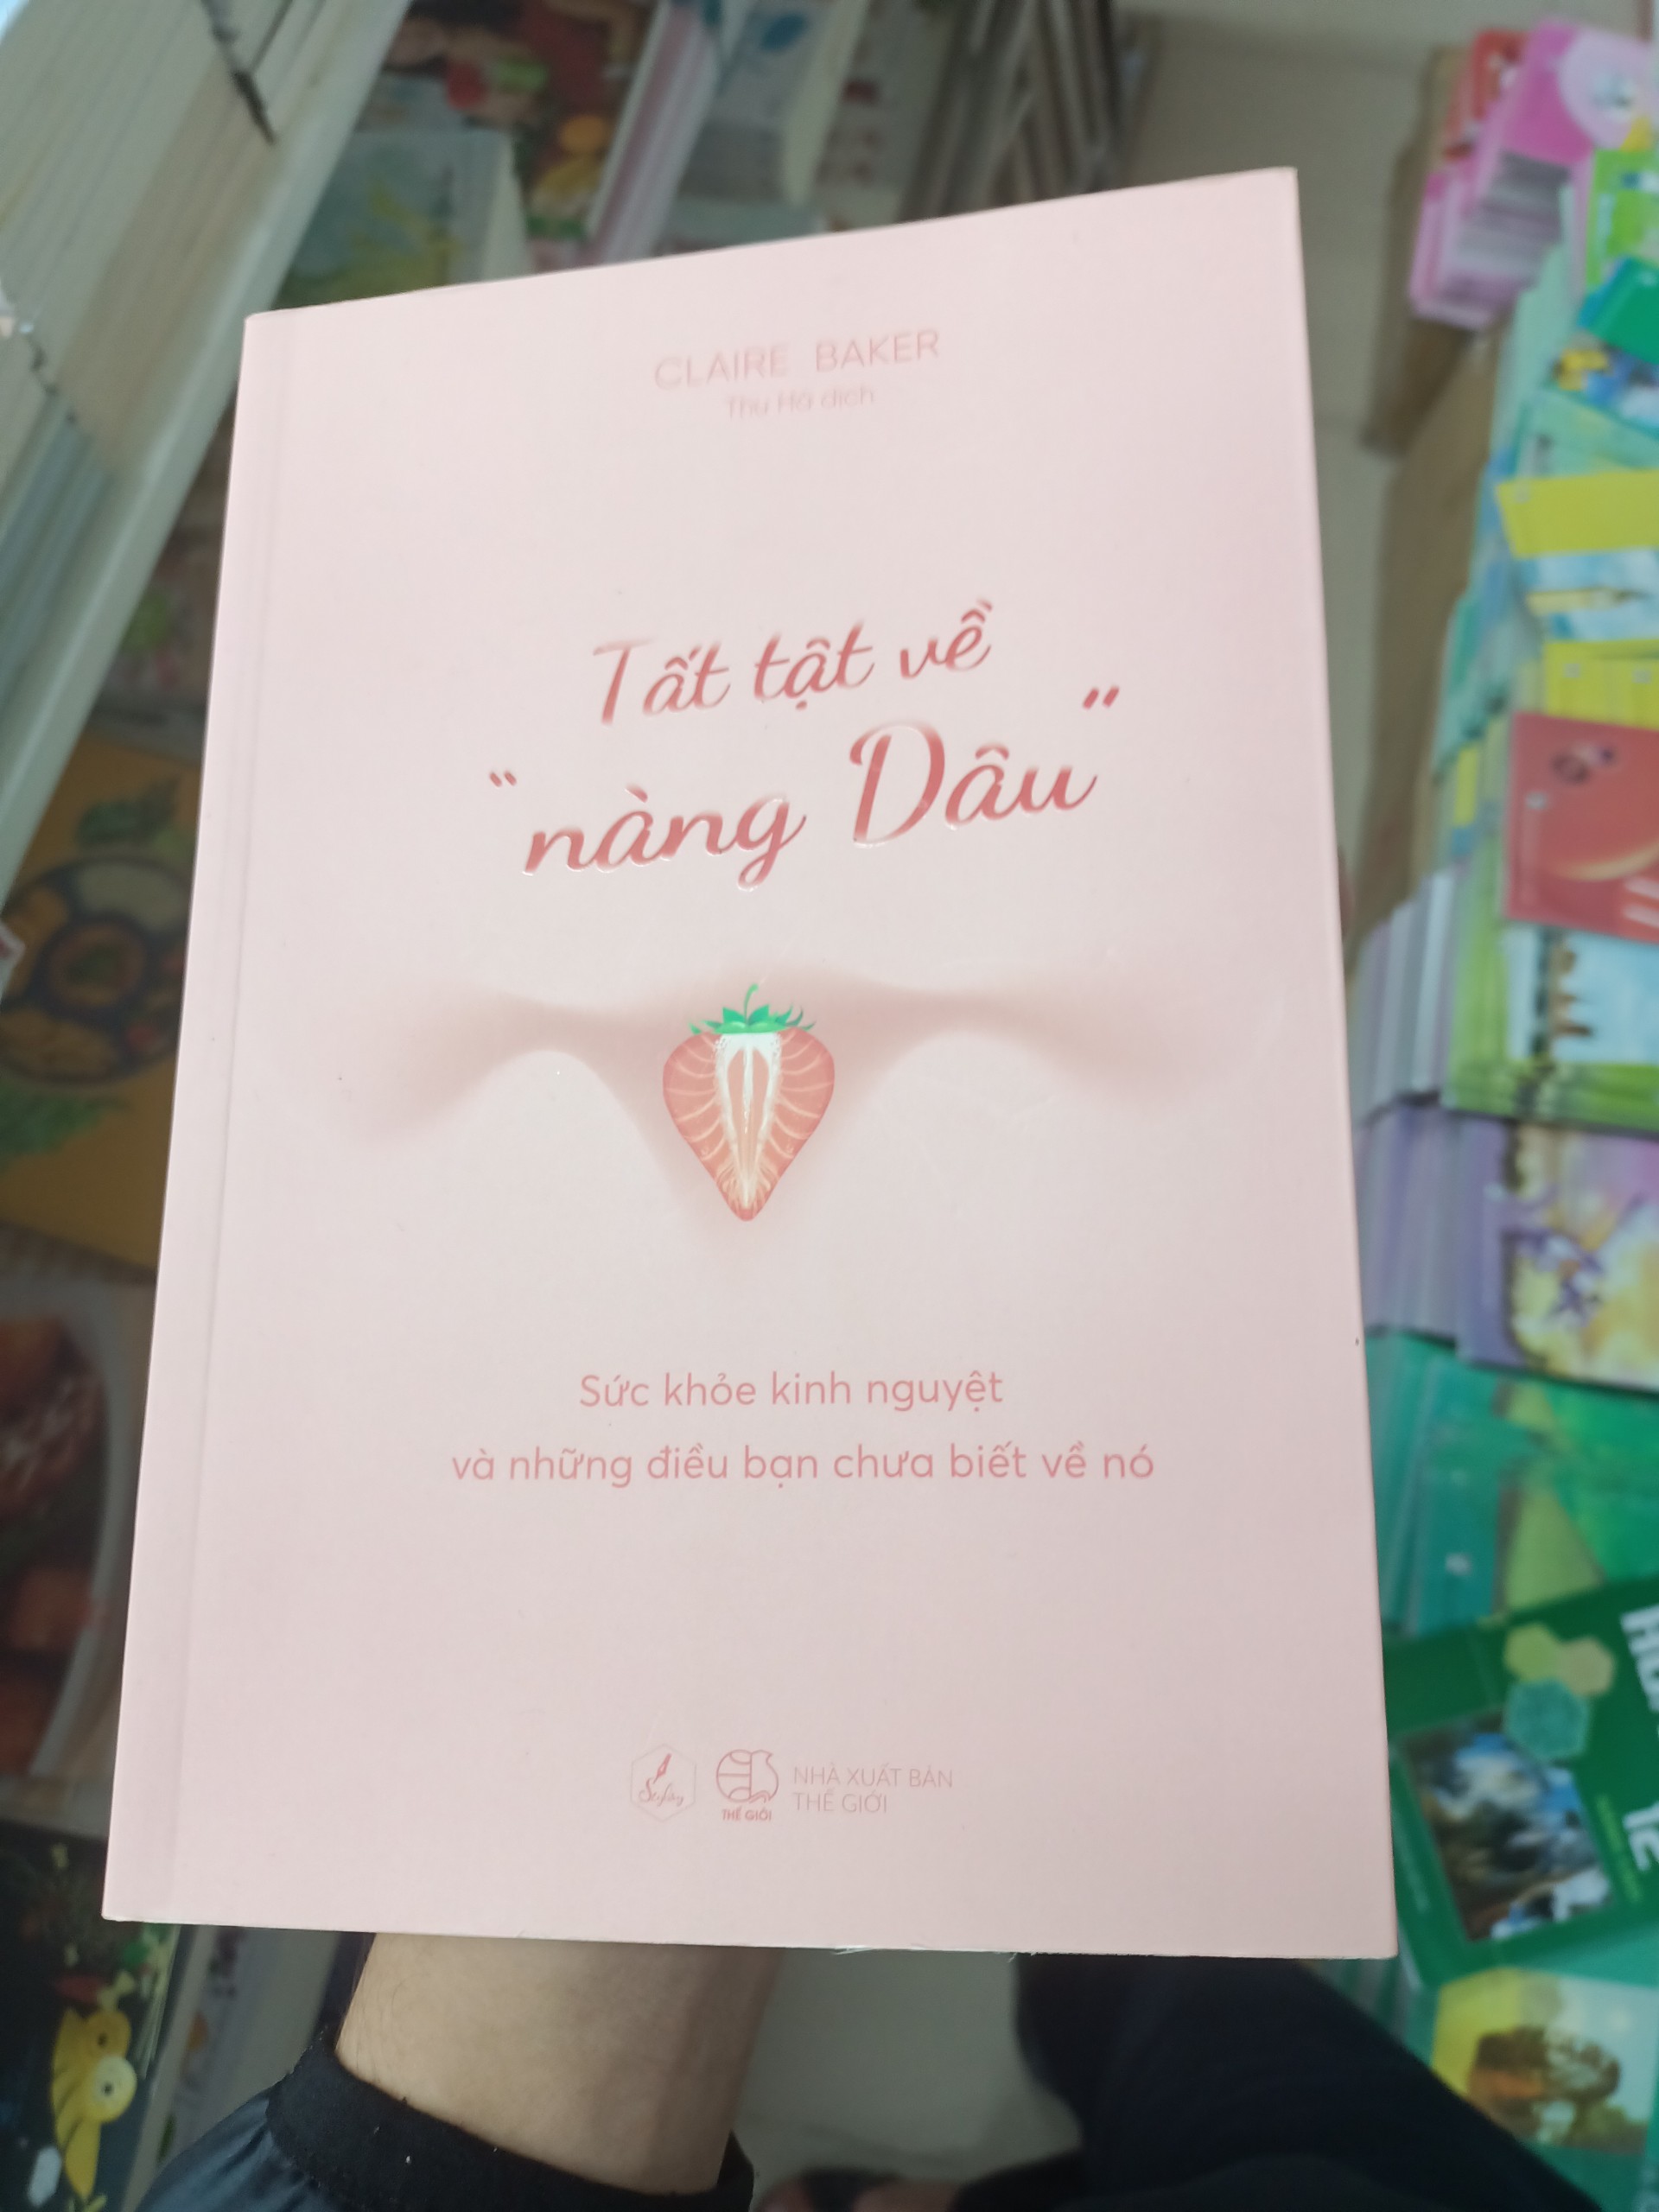 CLAIRE BAKER
Thu Hà dịch
Tất tật về
"nàng Dâu"
Sức khỏe kinh nguyệt
và những điều bạn chưa biết về nó
NHÀ XUẤT BẢN
THẾ GIỚI
THẾ GIỚI